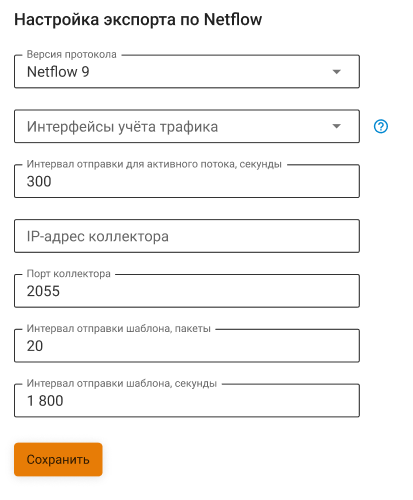 Настройка экспорта по Netflow
Версия протокола
Netflow 9
Интерфейсы учёта трафика
?
Интервал отправки для активного потока, секунды
300
IP-адрес коллектора
Порт коллектора
2055
Интервал отправки шаблона, пакеты
20
Интервал отправки шаблона, секунды
1 800
Сохранить